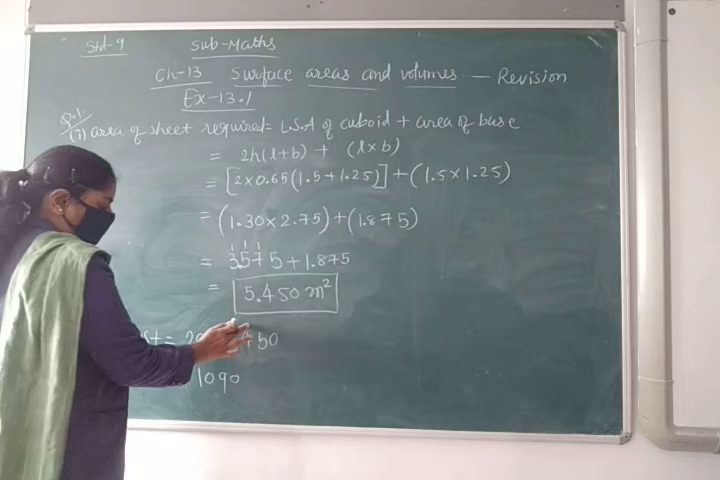 Std-9 Sub-Maths
Ch-13 Surface areas and volumes - Revision
Ex-13.1
Q.1
(i) area of sheet required = L.S.A of cuboid + area of base
= 2h(l+b) + (l×b)
= [2×0.65(1.5+1.25)] + (1.5×1.25)
= (1.30×2.75)+(1.875)
= 3.575+1.875
= 5.450 m²
= 50
1090